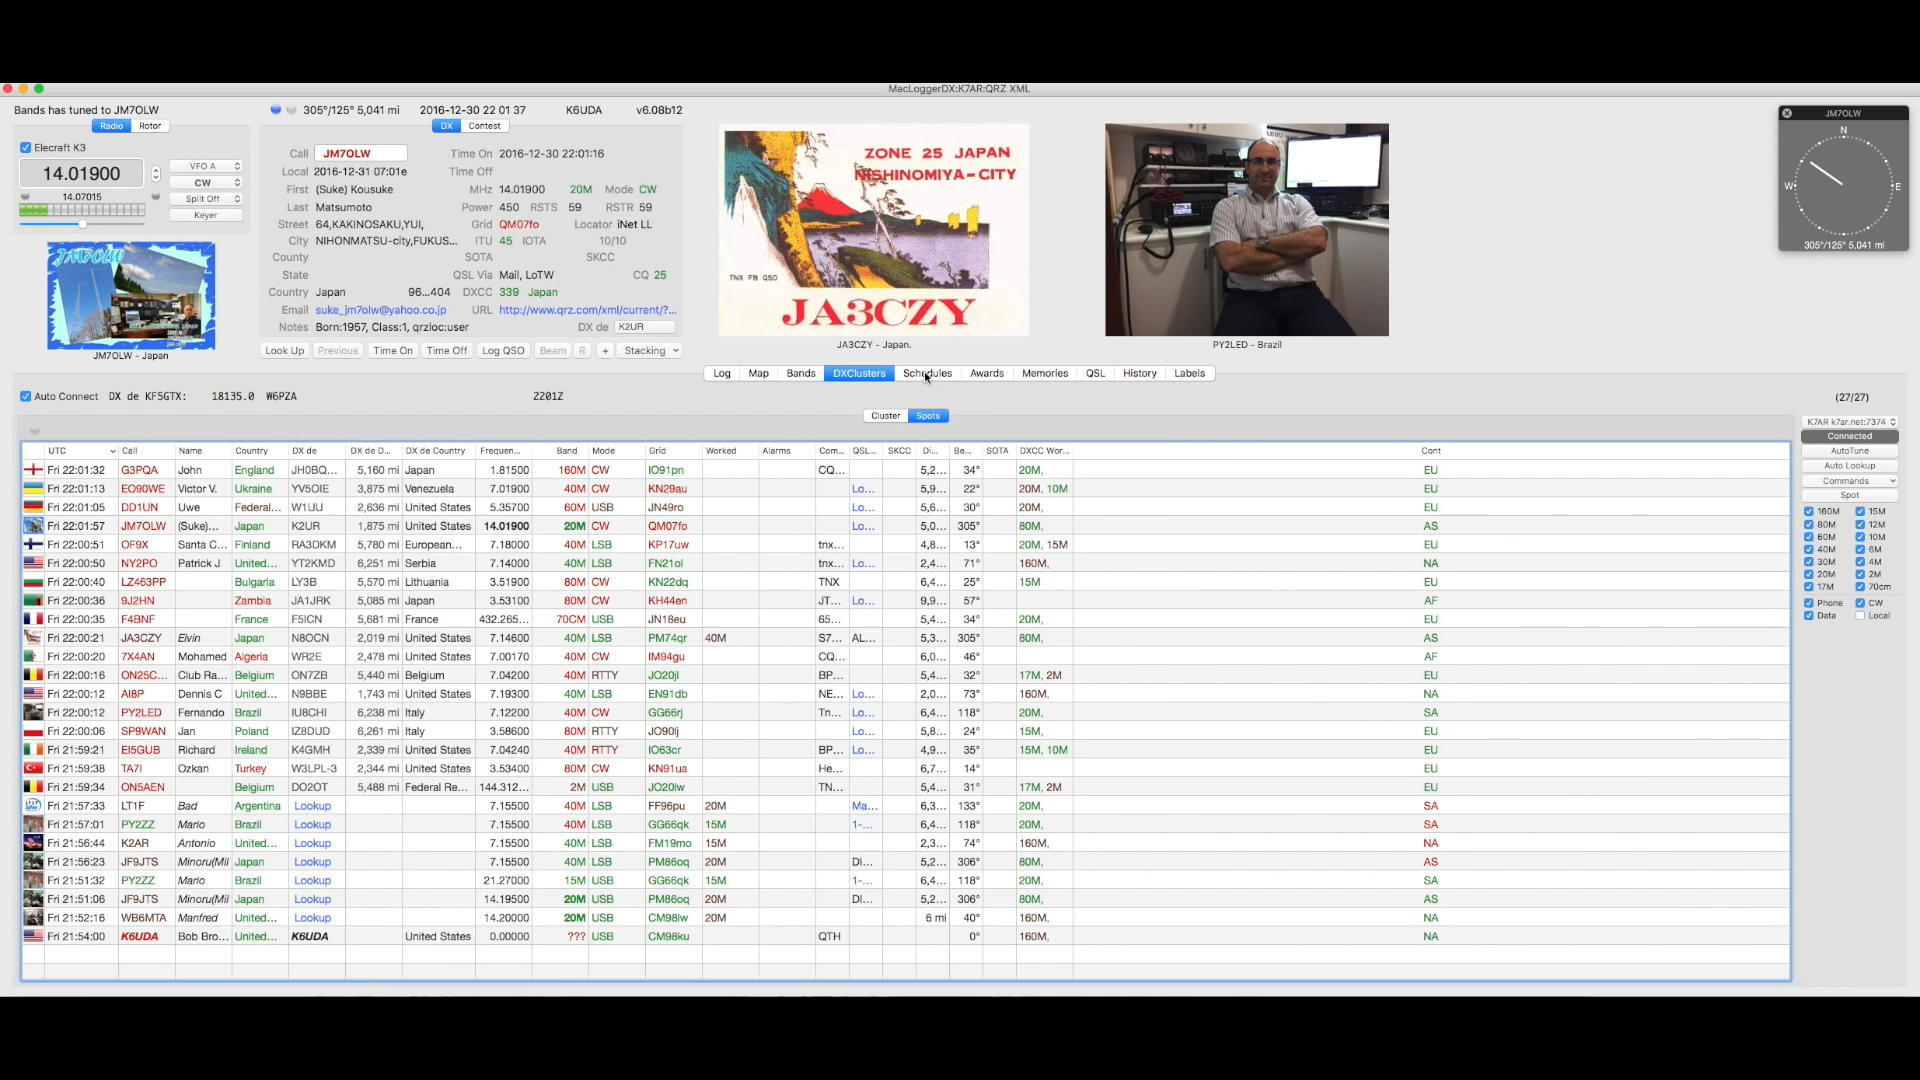 MacLoggerDX:K7AR:QRZ XML
Bands has tuned to JM7OLW
305°/125° 5,041 mi 2016-12-30 22 01 37 K6UDA v6.08b12
Radio Rotor
DX Contest
Elecraft K3
14.01900
14.07015
VFO A
CW
Split Off
Keyer
JM7OLW
JM7OLW - Japan
Call JM7OLW Time On 2016-12-30 22:01:16
Local 2016-12-31 07:01e Time Off
First (Suke) Kousuke MHz 14.01900 20M Mode CW
Last Matsumoto Power 450 RSTS 59 RSTR 59
Street 64,KAKINOSAKU,YUI, Grid QM07fo Locator iNet LL
City NIHONMATSU-city,FUKUS... ITU 45 IOTA 10/10
County SOTA SKCC
State QSL Via Mail, LoTW CQ 25
Country Japan 96...404 DXCC 339 Japan
Email suke_jm7olw@yahoo.co.jp URL http://www.qrz.com/xml/current/?...
Notes Born:1957, Class:1, qrzloc:user DX de K2UR
Look Up Previous Time On Time Off Log QSO Beam R + Stacking
ZONE 25 JAPAN
NISHINOMIYA-CITY
TNX FB QSO
JA3CZY
JA3CZY - Japan.
PY2LED - Brazil
JM7OLW
N
W
E
305°/125° 5,041 mi
Log Map Bands DXClusters Schedules Awards Memories QSL History Labels
Auto Connect DX de KF5GTX: 18135.0 W6PZA 2201Z
(27/27)
Cluster Spots
UTC Call Name Country DX de DX de D... DX de Country Frequen... Band Mode Grid Worked Alarms Com... QSL... SKCC Di... Be... SOTA DXCC Wor... Cont
Fri 22:01:32 G3PQA John England JH0BQ... 5,160 mi Japan 1.81500 160M CW IO91pn CQ... 5,2... 34° 20M, EU
Fri 22:01:13 EO90WE Victor V. Ukraine YV5OIE 3,875 mi Venezuela 7.01900 40M CW KN29au Lo... 5,9... 22° 20M, 10M EU
Fri 22:01:05 DD1UN Uwe Federal... W1UU 2,636 mi United States 5.35700 60M USB JN49ro Lo... 5,6... 30° 20M, EU
Fri 22:01:57 JM7OLW (Suke)... Japan K2UR 1,875 mi United States 14.01900 20M CW QM07fo Lo... 5,0... 305° 80M, AS
Fri 22:00:51 OF9X Santa C... Finland RA3DKM 5,780 mi European... 7.18000 40M LSB KP17uw tnx... 4,8... 13° 20M, 15M EU
Fri 22:00:50 NY2PO Patrick J United... YT2KMD 6,251 mi Serbia 7.14000 40M LSB FN21ol tnx... Lo... 2,4... 71° 160M, NA
Fri 22:00:40 LZ463PP Bulgaria LY3B 5,570 mi Lithuania 3.51900 80M CW KN22dq TNX 6,4... 25° 15M EU
Fri 22:00:36 9J2HN Zambia JA1JRK 5,085 mi Japan 3.53100 80M CW KH44en JT... Lo... 9,9... 57° AF
Fri 22:00:35 F4BNF France F5ICN 5,681 mi France 432.265... 70CM USB JN18eu 65... 5,4... 34° 20M, EU
Fri 22:00:21 JA3CZY Elvin Japan N8OCN 2,019 mi United States 7.14600 40M LSB PM74qr 40M S7... AL... 5,3... 305° 80M, AS
Fri 22:00:20 7X4AN Mohamed Algeria WR2E 2,478 mi United States 7.00170 40M CW IM94gu CQ... 6,0... 46° AF
Fri 22:00:16 ON25C... Club Ra... Belgium ON7ZB 5,440 mi Belgium 7.04200 40M RTTY JO20jl BP... 5,4... 32° 17M, 2M EU
Fri 22:00:12 AI8P Dennis C United... N9BBE 1,743 mi United States 7.19300 40M LSB EN91db NE... Lo... 2,0... 73° 160M, NA
Fri 22:00:12 PY2LED Fernando Brazil IU8CHI 6,238 mi Italy 7.12200 40M CW GG66rj Tn... Lo... 6,4... 118° 20M, SA
Fri 22:00:06 SP9WAN Jan Poland IZ8DUD 6,261 mi Italy 3.58600 80M RTTY JO90lj Lo... 5,8... 24° 15M, EU
Fri 21:59:21 EI5GUB Richard Ireland K4GMH 2,339 mi United States 7.04240 40M RTTY IO63cr BP... Lo... 4,9... 35° 15M, 10M EU
Fri 21:59:38 TA7I Ozkan Turkey W3LPL-3 2,344 mi United States 3.53400 80M CW KN91ua He... 6,7... 14° EU
Fri 21:59:34 ON5AEN Belgium DO2OT 5,488 mi Federal Re... 144.312... 2M USB JO20lw TN... 5,4... 31° 17M, 2M EU
Fri 21:57:33 LT1F Bad Argentina Lookup 7.15500 40M LSB FF96pu 20M Ma... 6,3... 133° 20M, SA
Fri 21:57:01 PY2ZZ Mario Brazil Lookup 7.15500 40M LSB GG66qk 15M 1-... 6,4... 118° 20M, SA
Fri 21:56:44 K2AR Antonio United... Lookup 7.15500 40M LSB FM19mo 15M 2,3... 74° 160M, NA
Fri 21:56:23 JF9JTS Minoru(Mil Japan Lookup 7.15500 40M LSB PM86oq 20M DI... 5,2... 306° 80M, AS
Fri 21:51:32 PY2ZZ Mario Brazil Lookup 21.27000 15M USB GG66qk 15M 1-... 6,4... 118° 20M, SA
Fri 21:51:06 JF9JTS Minoru(Mil Japan Lookup 14.19500 20M USB PM86oq 20M DI... 5,2... 306° 80M, AS
Fri 21:52:16 WB6MTA Manfred United... Lookup 14.20000 20M USB CM98iw 20M 6 mi 40° 160M, NA
Fri 21:54:00 K6UDA Bob Bro... United... K6UDA United States 0.00000 ??? USB CM98ku QTH 0° 160M, NA
K7AR k7ar.net:7374
Connected
AutoTune
Auto Lookup
Commands
Spot
160M 15M
80M 12M
60M 10M
40M 6M
30M 4M
20M 2M
17M 70cm
Phone CW
Data Local